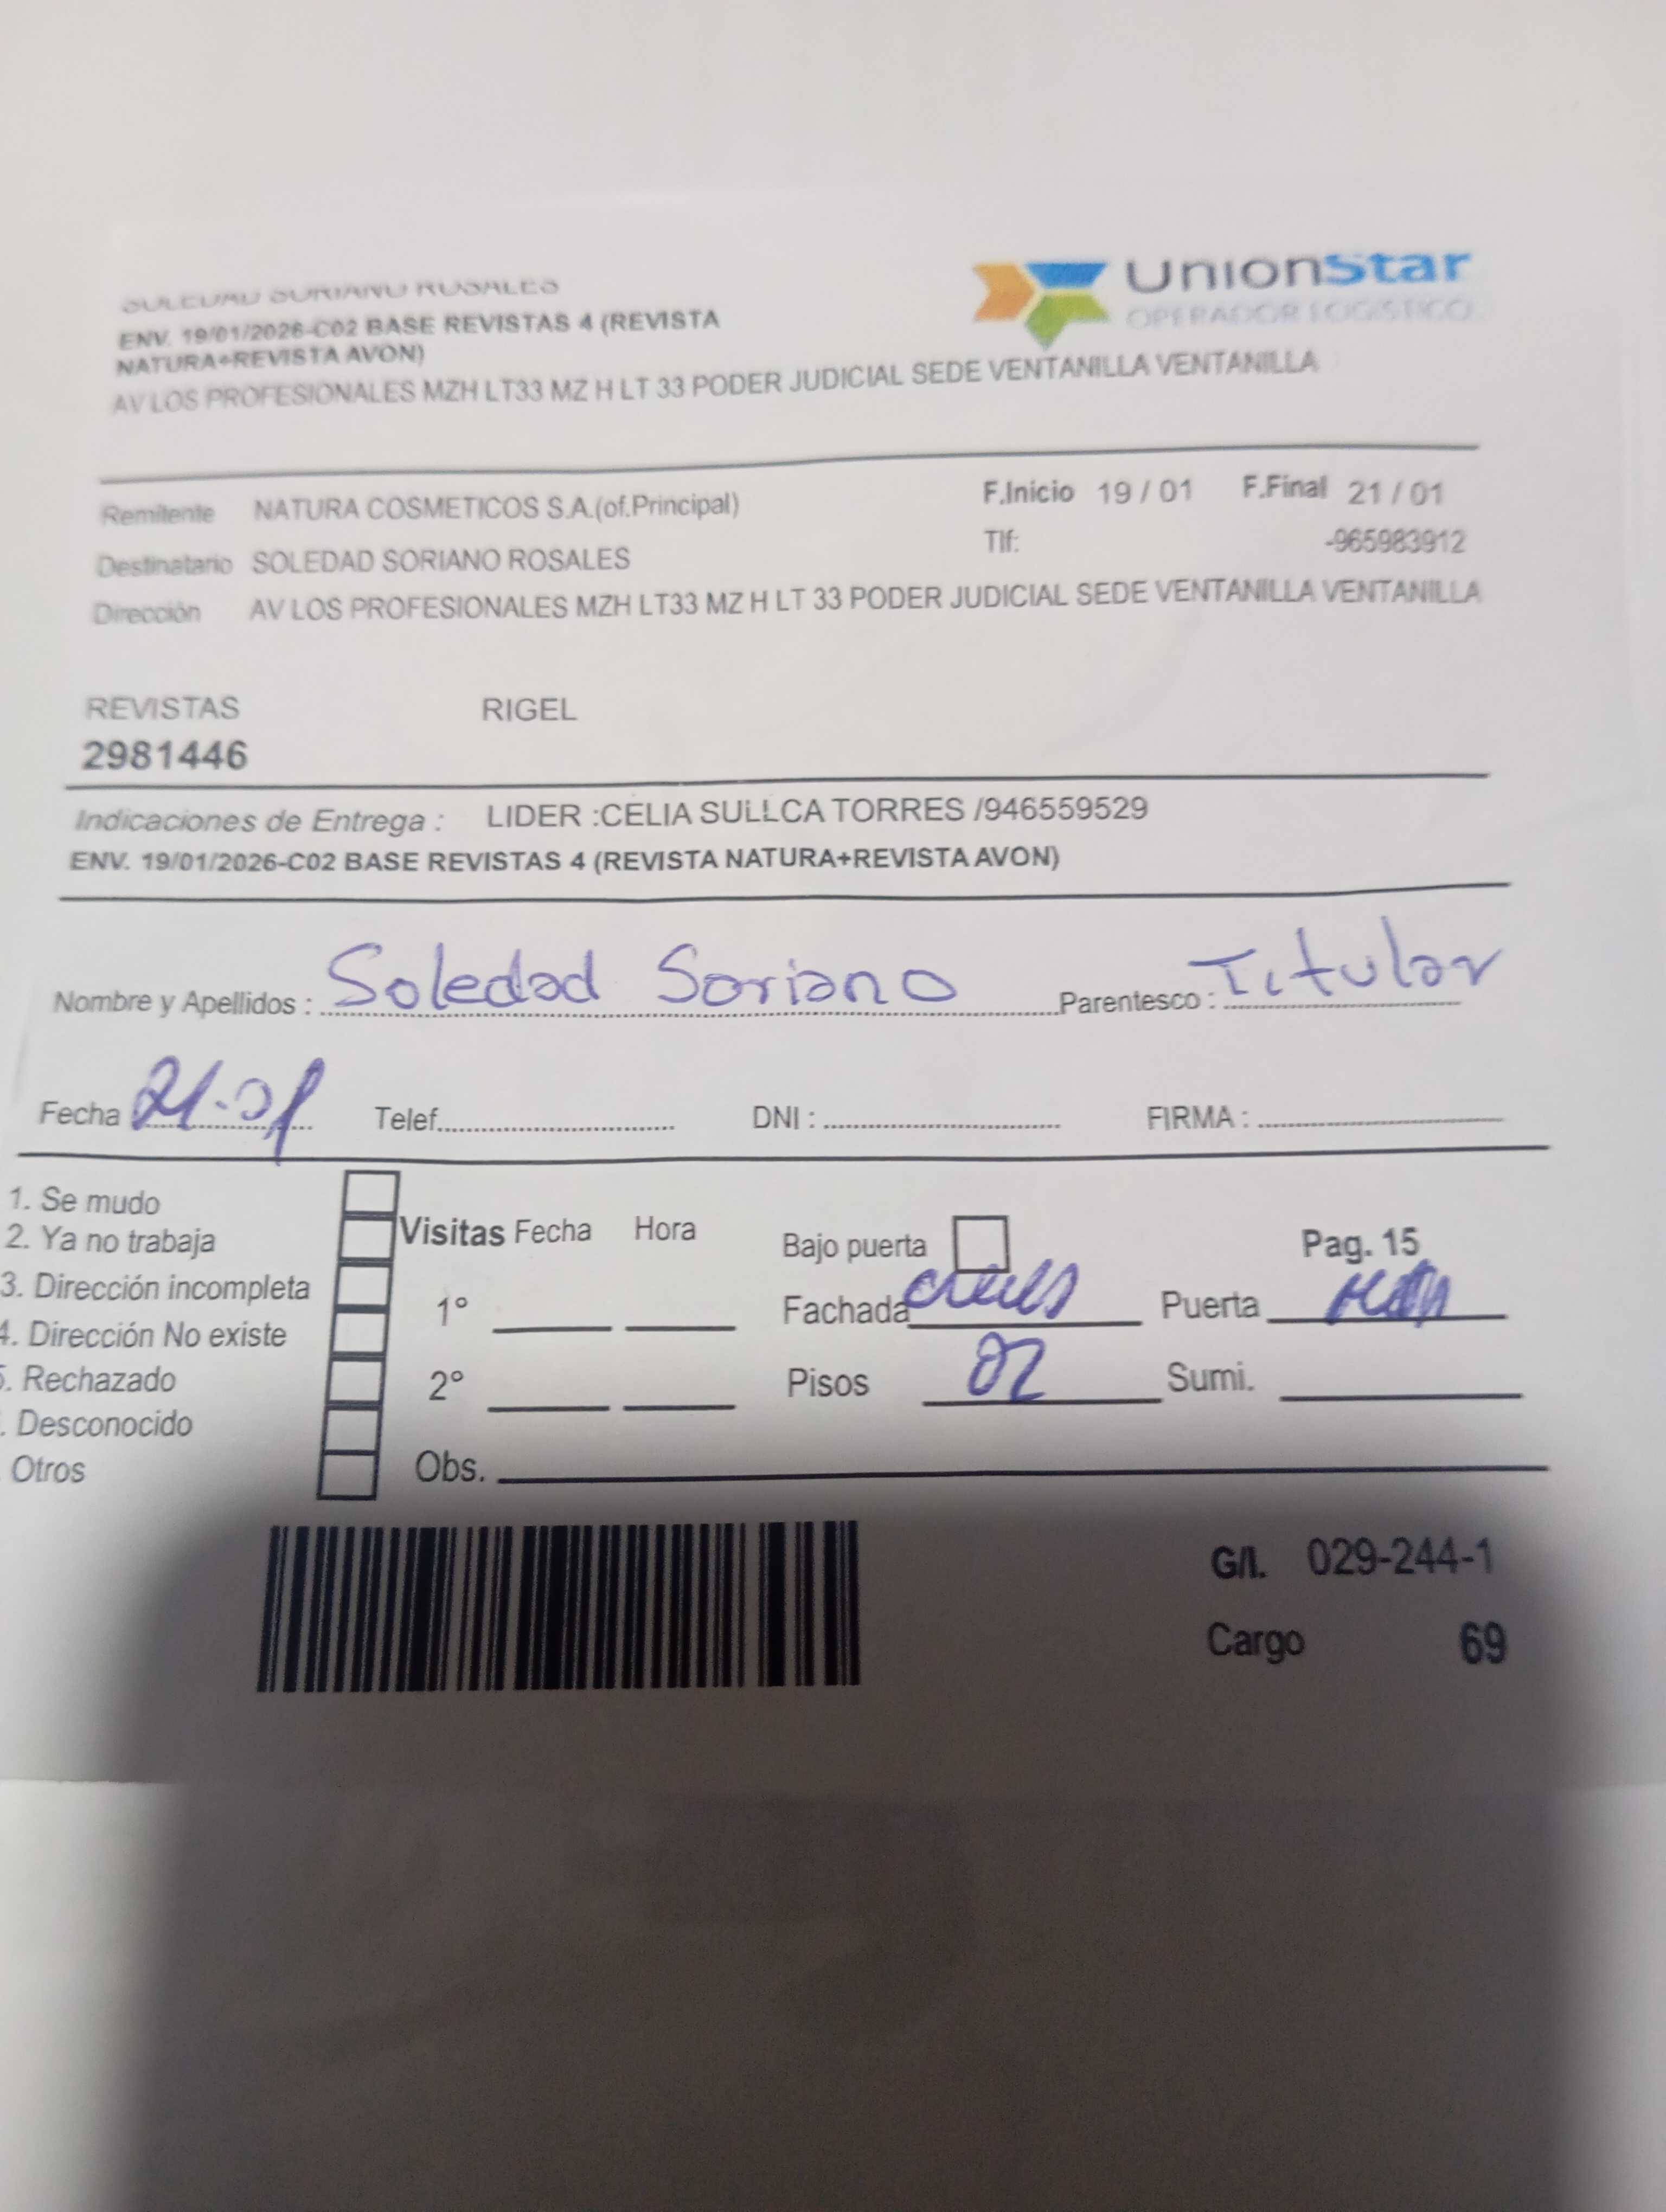 SOLEDAD SORIANO ROSALES
ENV. 19/01/2026-C02 BASE REVISTAS 4 (REVISTA
NATURA+REVISTA AVON)
AV LOS PROFESIONALES MZH LT33 MZ H LT 33 PODER JUDICIAL SEDE VENTANILLA VENTANILLA
UnionStar
OPERADOR LOGISTICO
Remitente NATURA COSMETICOS S.A.(of.Principal) F.Inicio 19 / 01 F.Final 21 / 01
Destinatario SOLEDAD SORIANO ROSALES Tlf: -965983912
Dirección AV LOS PROFESIONALES MZH LT33 MZ H LT 33 PODER JUDICIAL SEDE VENTANILLA VENTANILLA
REVISTAS RIGEL
2981446
Indicaciones de Entrega : LIDER :CELIA SULLCA TORRES /946559529
ENV. 19/01/2026-C02 BASE REVISTAS 4 (REVISTA NATURA+REVISTA AVON)
Nombre y Apellidos : Soledad Soriano Parentesco : Titular
Fecha 21-01 Telef. DNI : FIRMA :
1. Se mudo
2. Ya no trabaja
3. Dirección incompleta
4. Dirección No existe
5. Rechazado
. Desconocido
Otros
Visitas Fecha Hora
1°
2°
Obs.
Bajo puerta Pag. 15
Fachada Puerta
Pisos 02 Sumi.
G/I. 029-244-1
Cargo 69